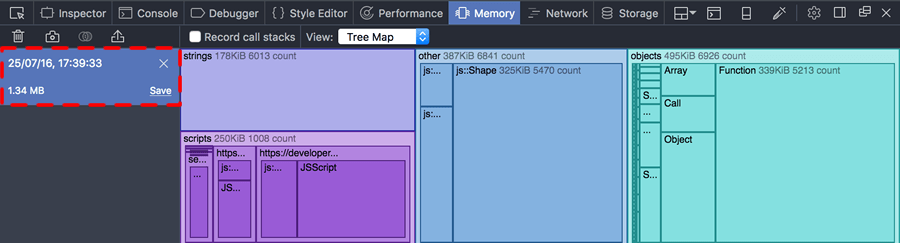 Inspector Console Debugger Style Editor Performance Memory Network Storage
Record call stacks View: Tree Map
25/07/16, 17:39:33
1.34 MB Save
strings 178KiB 6013 count
scripts 250KiB 1008 count
se...
...
https...
js:...
JS...
https://developer...
js:...
JSScript
other 387KiB 6841 count
js:...
js:...
js::Shape 325KiB 5470 count
objects 495KiB 6926 count
S...
...
...
S...
Array
Call
Object
Function 339KiB 5213 count